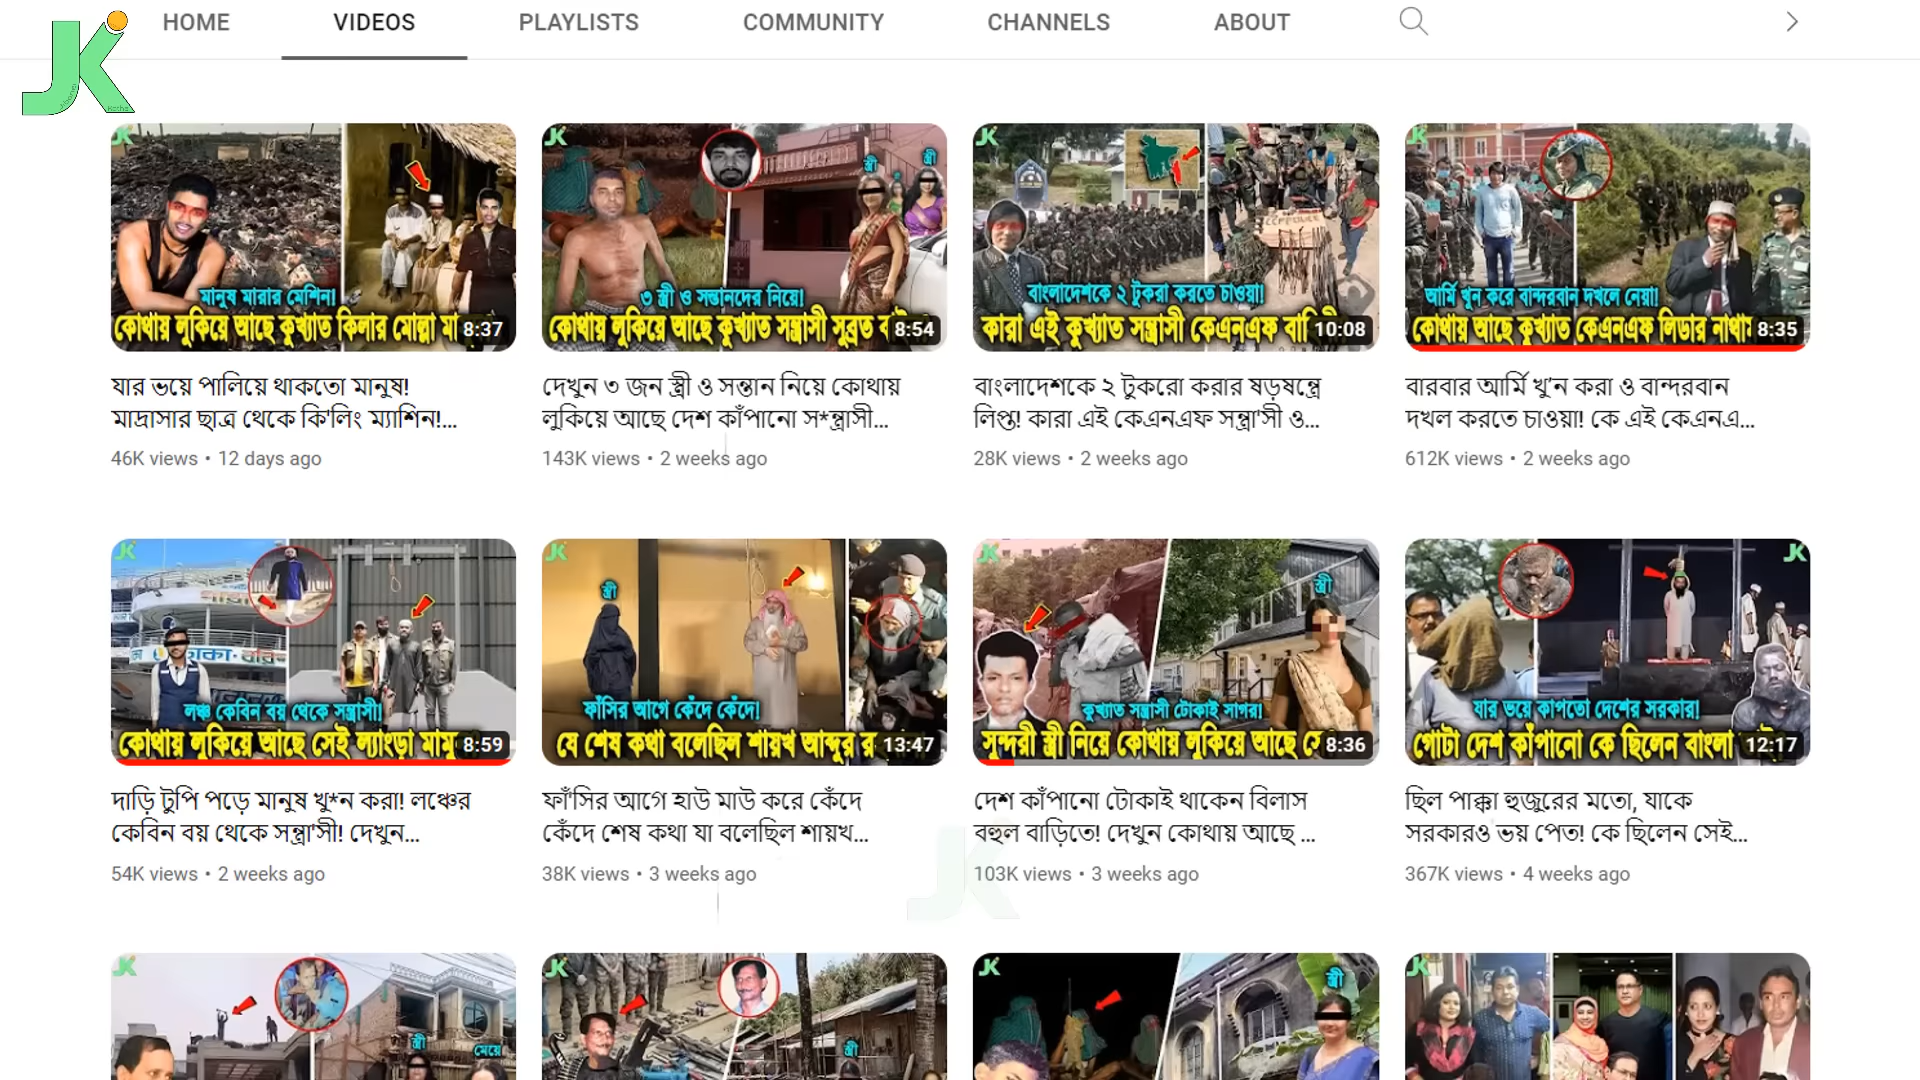 HOME
VIDEOS
PLAYLISTS
COMMUNITY
CHANNELS
ABOUT
JK
মানুষ মারার মেশিন!
কোথায় লুকিয়ে আছে কুখ্যাত কিলার মোল্লা মা
8:37
স্ত্রী
স্ত্রী
৩ স্ত্রী ও সন্তানদের নিয়ে!
কোথায় লুকিয়ে আছে কুখ্যাত সন্ত্রাসী সুব্রত
8:54
বাংলাদেশকে ২ টুকরা করতে চাওয়া!
কারা এই কুখ্যাত সন্ত্রাসী কেএনএফ
10:08
আর্মি খুন করে বান্দরবান দখলে নেয়া!
কোথায় আছে কুখ্যাত কেএনএফ লিডার নাথা
8:35
যার ভয়ে পালিয়ে থাকতো মানুষ!
মাদ্রাসার ছাত্র থেকে কি'লিং ম্যাশিন!...
46K views • 12 days ago
দেখুন ৩ জন স্ত্রী ও সন্তান নিয়ে কোথায়
লুকিয়ে আছে দেশ কাঁপানো স*ন্ত্রাসী...
143K views • 2 weeks ago
বাংলাদেশকে ২ টুকরো করার ষড়ষন্ত্রে
লিপ্ত! কারা এই কেএনএফ সন্ত্রা'সী ও...
28K views • 2 weeks ago
বারবার আর্মি খু'ন করা ও বান্দরবান
দখল করতে চাওয়া! কে এই কেএনএ...
612K views • 2 weeks ago
লঞ্চ কেবিন বয় থেকে সন্ত্রাসী!
কোথায় লুকিয়ে আছে সেই ল্যাংড়া মামু
8:59
স্ত্রী
ফাঁসির আগে কেঁদে কেঁদে!
যে শেষ কথা বলেছিল শায়খ আব্দুর র
13:47
স্ত্রী
কুখ্যাত সন্ত্রাসী টোকাই সাগর!
সুন্দরী স্ত্রী নিয়ে কোথায় লুকিয়ে আছে
8:36
যার ভয়ে কাপতো দেশের সরকার!
গোটা দেশ কাঁপানো কে ছিলেন বাংলা
12:17
দাড়ি টুপি পড়ে মানুষ খু*ন করা! লঞ্চের
কেবিন বয় থেকে সন্ত্রা'সী! দেখুন...
54K views • 2 weeks ago
ফাঁ'সির আগে হাউ মাউ করে কেঁদে
কেঁদে শেষ কথা যা বলেছিল শায়খ...
38K views • 3 weeks ago
দেশ কাঁপানো টোকাই থাকেন বিলাস
বহুল বাড়িতে! দেখুন কোথায় আছে ...
103K views • 3 weeks ago
ছিল পাক্কা হুজুরের মতো, যাকে
সরকারও ভয় পেত! কে ছিলেন সেই...
367K views • 4 weeks ago
স্ত্রী
মেয়ে
স্ত্রী
স্ত্রী